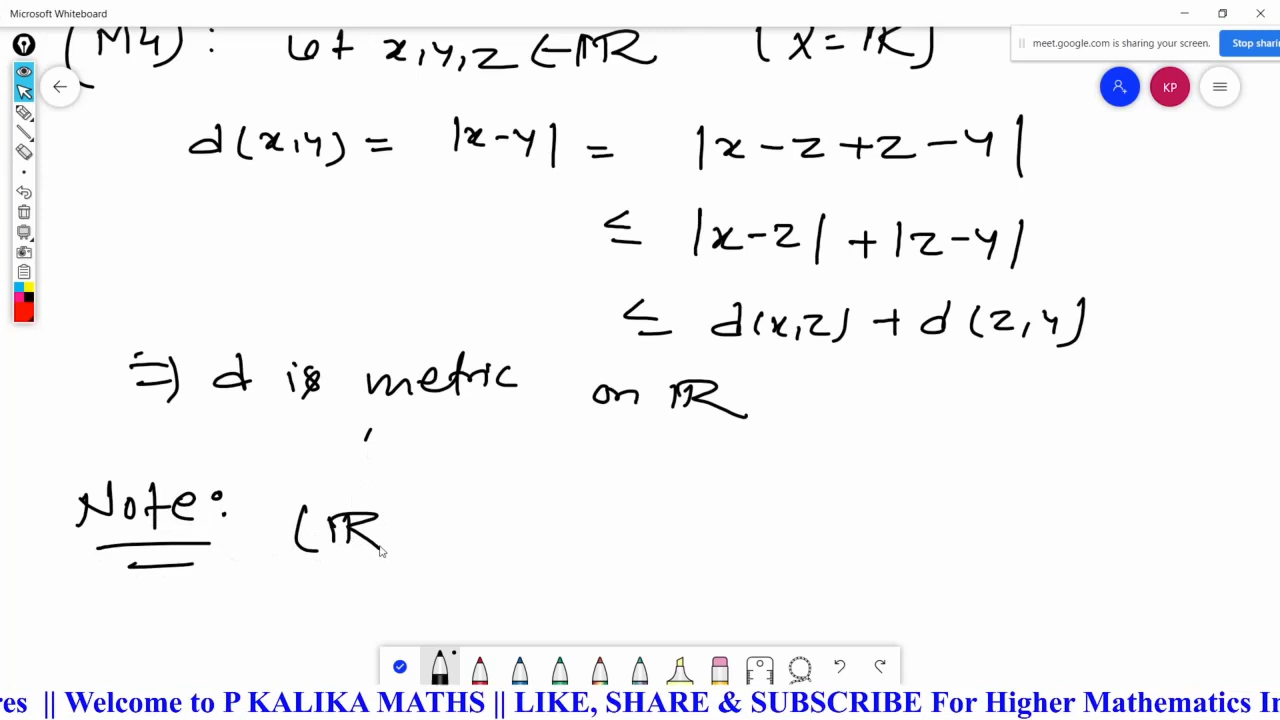 Microsoft Whiteboard
(M4) : Let x,y,z ∈ ℝ (X = ℝ)
meet.google.com is sharing your screen. Stop shari
KP
d(x,y) = |x-y| = |x-z+z-y|
≤ |x-z| + |z-y|
≤ d(x,z) + d(z,y)
⇒ d is metric on ℝ
Note: (ℝ
res || Welcome to P KALIKA MATHS || LIKE, SHARE & SUBSCRIBE For Higher Mathematics In